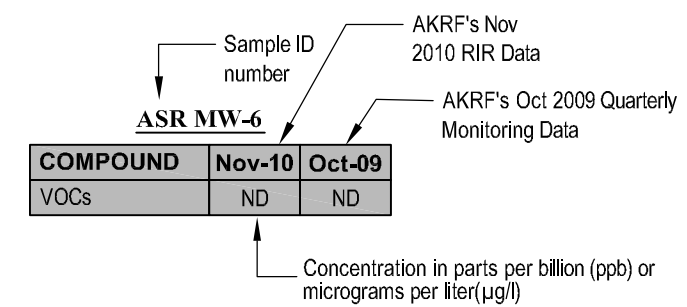 AKRF's Nov
2010 RIR Data
Sample ID
number
AKRF's Oct 2009 Quarterly
Monitoring Data
ASR MW-6
COMPOUND Nov-10 Oct-09
VOCs ND ND
Concentration in parts per billion (ppb) or
micrograms per liter(µg/l)